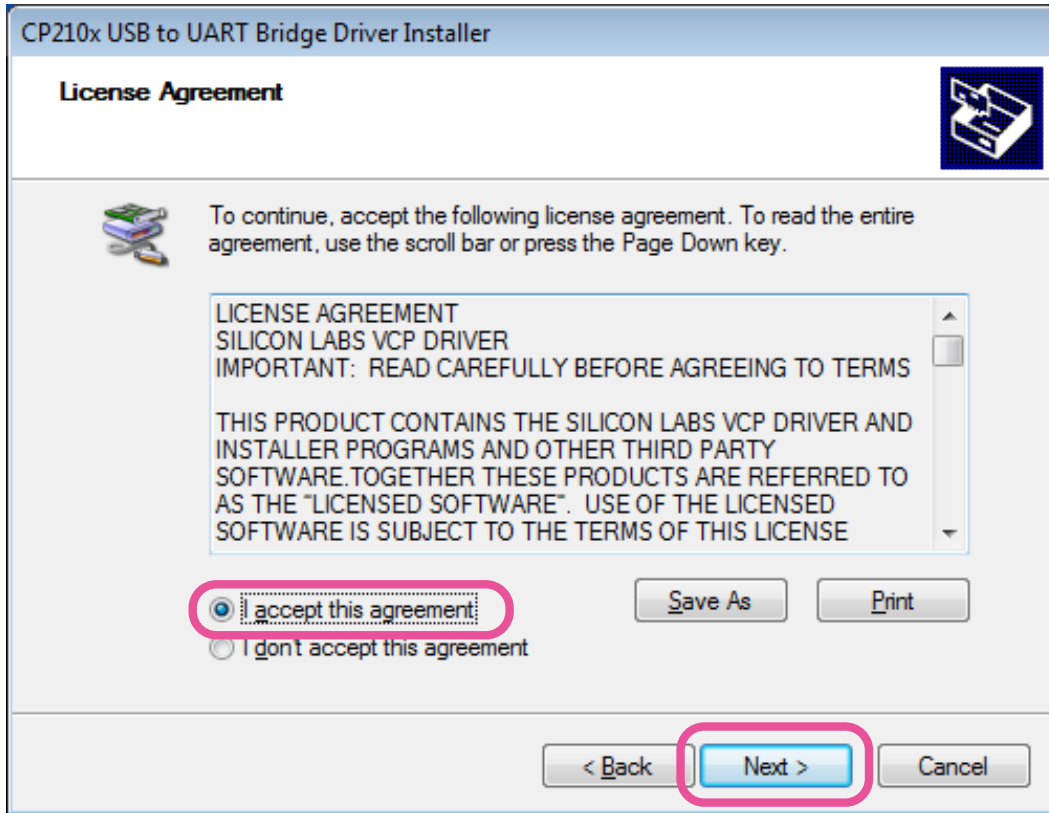 CP210x USB to UART Bridge Driver Installer
License Agreement
To continue, accept the following license agreement. To read the entire
agreement, use the scroll bar or press the Page Down key.
LICENSE AGREEMENT
SILICON LABS VCP DRIVER
IMPORTANT:  READ CAREFULLY BEFORE AGREEING TO TERMS
THIS PRODUCT CONTAINS THE SILICON LABS VCP DRIVER AND
INSTALLER PROGRAMS AND OTHER THIRD PARTY
SOFTWARE.TOGETHER THESE PRODUCTS ARE REFERRED TO
AS THE "LICENSED SOFTWARE".  USE OF THE LICENSED
SOFTWARE IS SUBJECT TO THE TERMS OF THIS LICENSE
I accept this agreement
Save As
Print
I don't accept this agreement
< Back
Next >
Cancel